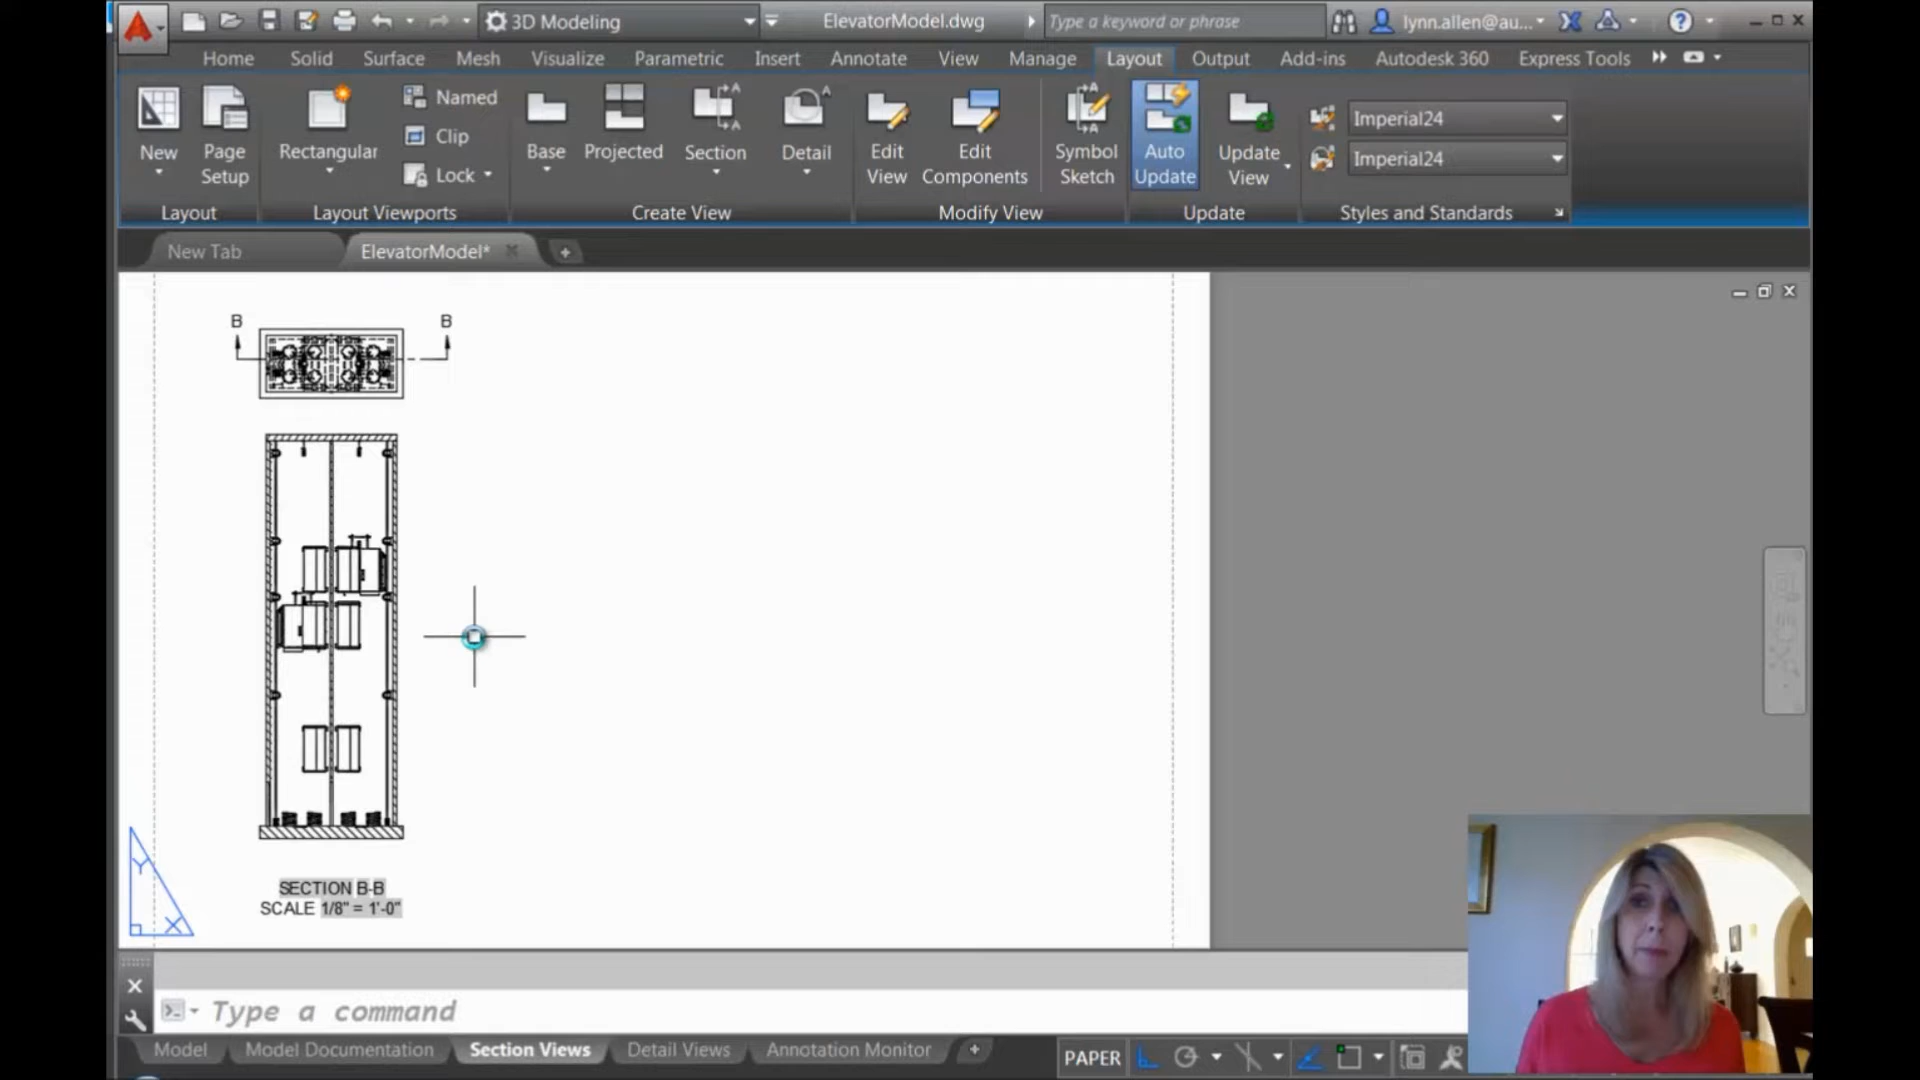 3D Modeling
ElevatorModel.dwg
Type a keyword or phrase
lynn.allen@au...
Home Solid Surface Mesh Visualize Parametric Insert Annotate View Manage Layout Output Add-ins Autodesk 360 Express Tools
New
Page Setup
Layout
Rectangular
Named
Clip
Lock
Layout Viewports
Base
Projected
Section
Detail
Create View
Edit View
Edit Components
Modify View
Symbol Sketch
Auto Update
Update View
Update
Imperial24
Imperial24
Styles and Standards
New Tab
ElevatorModel*
B B
SECTION B-B
SCALE 1/8" = 1'-0"
Y
X
Type a command
Model Model Documentation Section Views Detail Views Annotation Monitor
PAPER